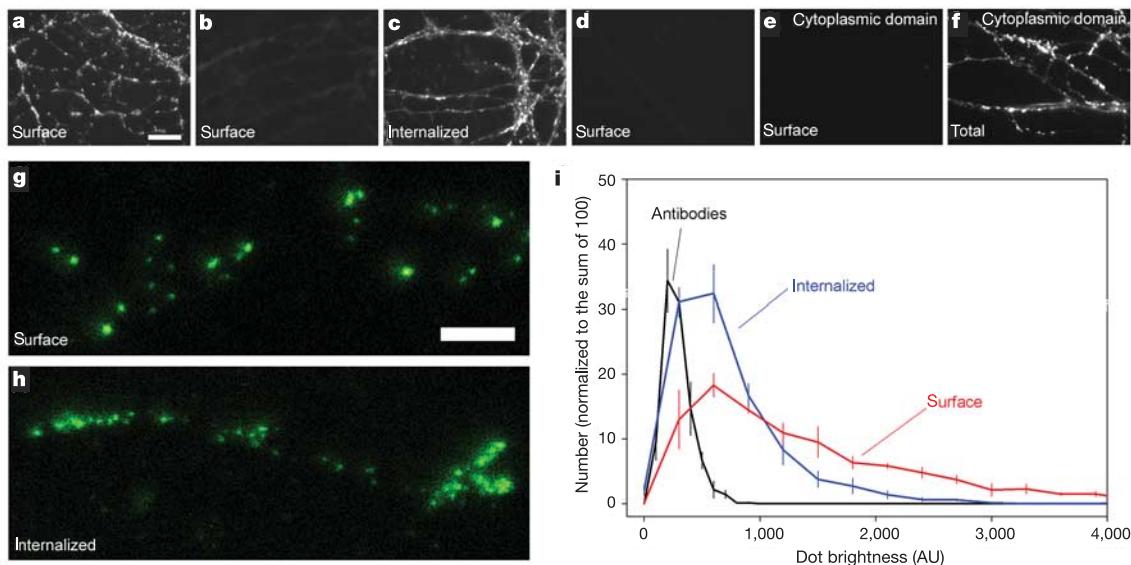 a
Surface
b
Surface
c
Internalized
d
Surface
e
Cytoplasmic domain
Surface
f
Cytoplasmic domain
Total
g
Surface
h
Internalized
i
50
40
30
20
10
0
Number (normalized to the sum of 100)
Antibodies
Internalized
Surface
0
1,000
2,000
3,000
4,000
Dot brightness (AU)